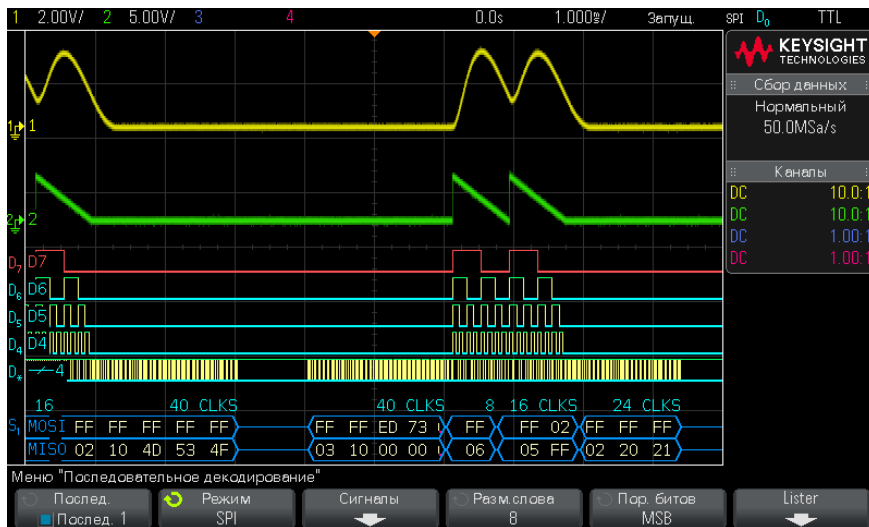 1 2.00V/ 2 5.00V/ 3 4 0.0s 1.000ms/ Запущ. SPI D0 TTL
KEYSIGHT
TECHNOLOGIES
Сбор данных
Нормальный
50.0MSa/s
Каналы
DC 10.0:1
DC 10.0:1
DC 1.00:1
DC 1.00:1
1 1
2 2
D7 D7
D6 D6
D5 D5
D4 D4
D* 4
16 40 CLKS 40 CLKS 8 16 CLKS 24 CLKS
S1 MOSI FF FF FF FF FF FF FF ED 73 FF FF 02 FF FF FF
MISO 02 10 4D 53 4F 03 10 00 00 06 05 FF 02 20 21
Меню "Последовательное декодирование"
Послед. Режим Сигналы Разм.слова Пор. битов Lister
Послед. 1 SPI 8 MSB